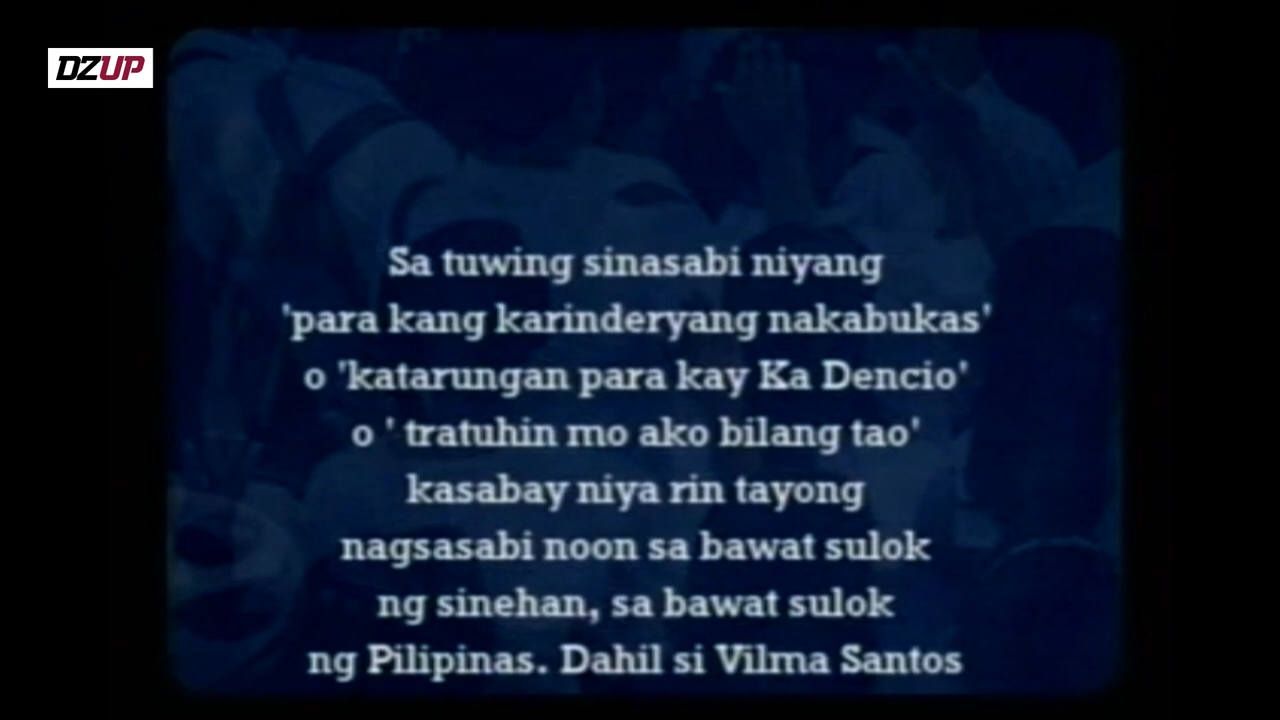 DZUP
Sa tuwing sinasabi niyang
'para kang karinderyang nakabukas'
o 'katarungan para kay Ka Dencio'
o ' tratuhin mo ako bilang tao'
kasabay niya rin tayong
nagsasabi noon sa bawat sulok
ng sinehan, sa bawat sulok
ng Pilipinas. Dahil si Vilma Santos